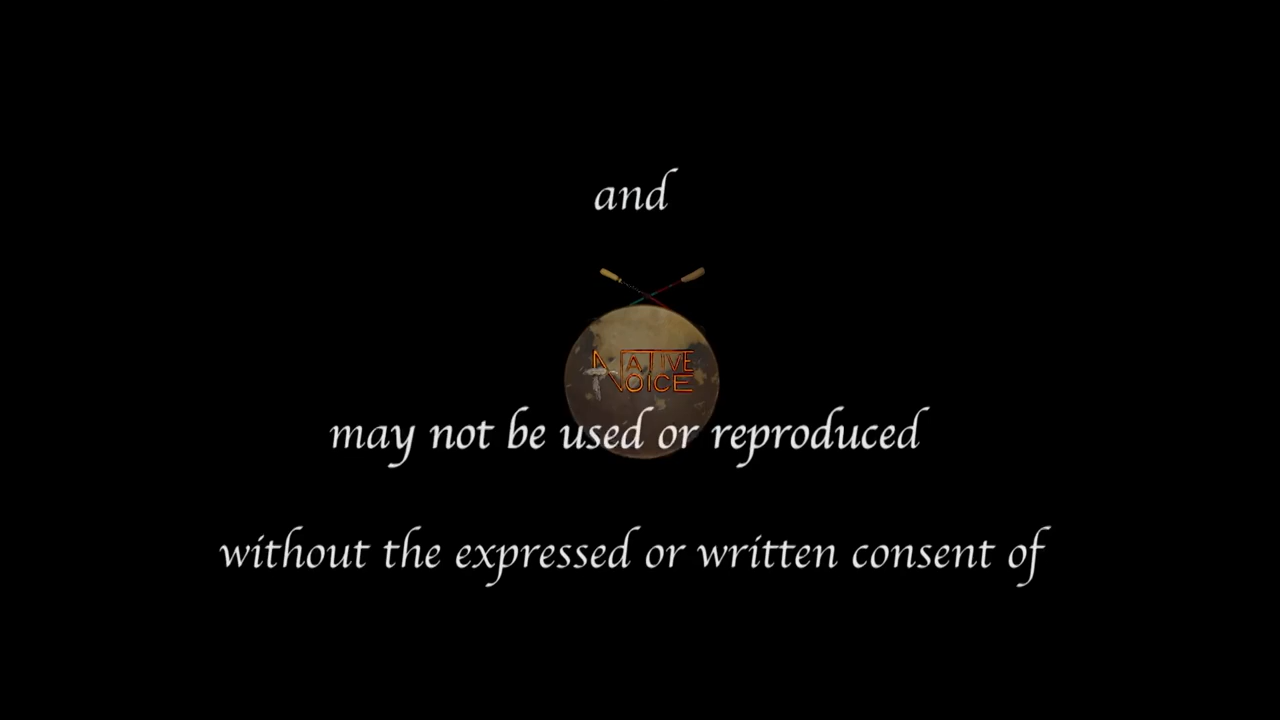 and
NATIVE
VOICE
may not be used or reproduced
without the expressed or written consent of